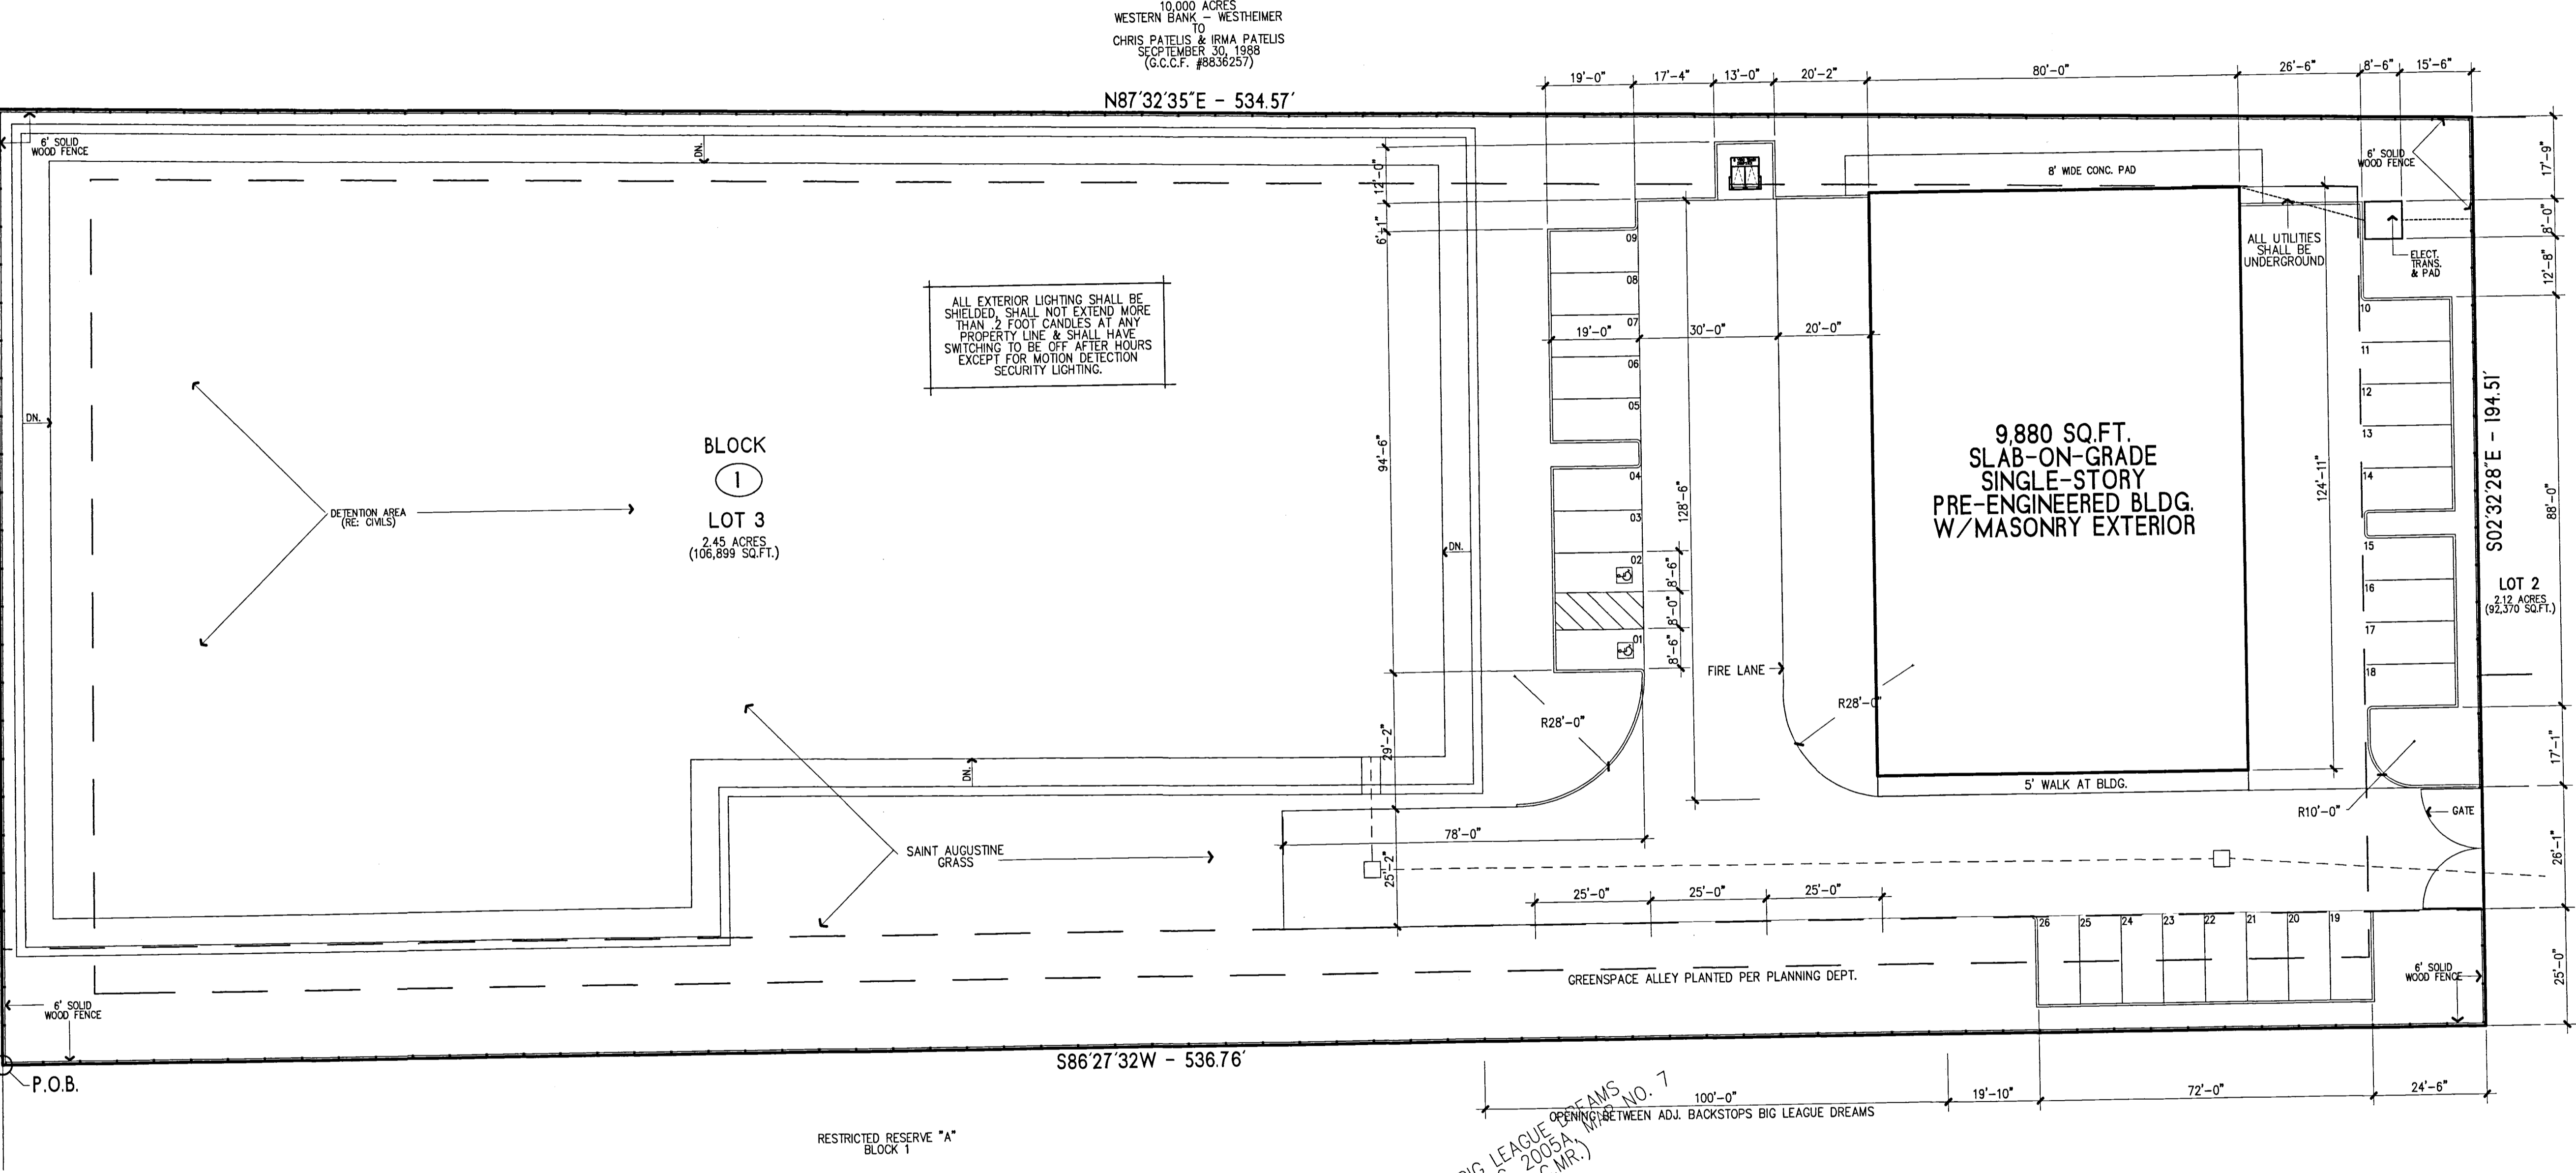 10,000 ACRES
WESTERN BANK – WESTHEIMER
TO
CHRIS PATELIS & IRMA PATELIS
SECPTEMBER 30, 1988
(G.C.C.F. #8836257)
N87°32'35"E – 534.57'
19'-0"
17'-4"
13'-0"
20'-2"
80'-0"
26'-6"
8'-6"
15'-6"
6' SOLID
WOOD FENCE
DN.
12'-0"
6'-1"
8' WIDE CONC. PAD
6' SOLID
WOOD FENCE
17'-9"
8'-0"
12'-8"
ALL UTILITIES
SHALL BE
UNDERGROUND
ELECT.
TRANS.
& PAD
ALL EXTERIOR LIGHTING SHALL BE
SHIELDED, SHALL NOT EXTEND MORE
THAN .2 FOOT CANDLES AT ANY
PROPERTY LINE & SHALL HAVE
SWITCHING TO BE OFF AFTER HOURS
EXCEPT FOR MOTION DETECTION
SECURITY LIGHTING.
09
08
07
06
05
04
03
02
01
19'-0"
30'-0"
20'-0"
10
11
12
13
14
15
16
17
18
DN.
BLOCK
1
LOT 3
2.45 ACRES
(106,899 SQ.FT.)
DETENTION AREA
(RE: CIVILS)
DN.
94'-6"
128'-6"
8'-6"
8'-0"
8'-6"
9,880 SQ.FT.
SLAB-ON-GRADE
SINGLE-STORY
PRE-ENGINEERED BLDG.
W/MASONRY EXTERIOR
124'-11"
S02°32'28"E – 194.51'
88'-0"
LOT 2
2.12 ACRES
(92,370 SQ.FT.)
FIRE LANE
R28'-0"
R28'-0"
29'-2"
DN.
5' WALK AT BLDG.
R10'-0"
GATE
17'-1"
26'-1"
78'-0"
SAINT AUGUSTINE
GRASS
25'-2"
25'-0"
25'-0"
25'-0"
26
25
24
23
22
21
20
19
GREENSPACE ALLEY PLANTED PER PLANNING DEPT.
6' SOLID
WOOD FENCE
25'-0"
6' SOLID
WOOD FENCE
S86°27'32W – 536.76'
P.O.B.
100'-0"
19'-10"
72'-0"
24'-6"
OPENING BETWEEN ADJ. BACKSTOPS BIG LEAGUE DREAMS
RESTRICTED RESERVE "A"
BLOCK 1
BIG LEAGUE DREAMS
2005A, MAP NO. 7